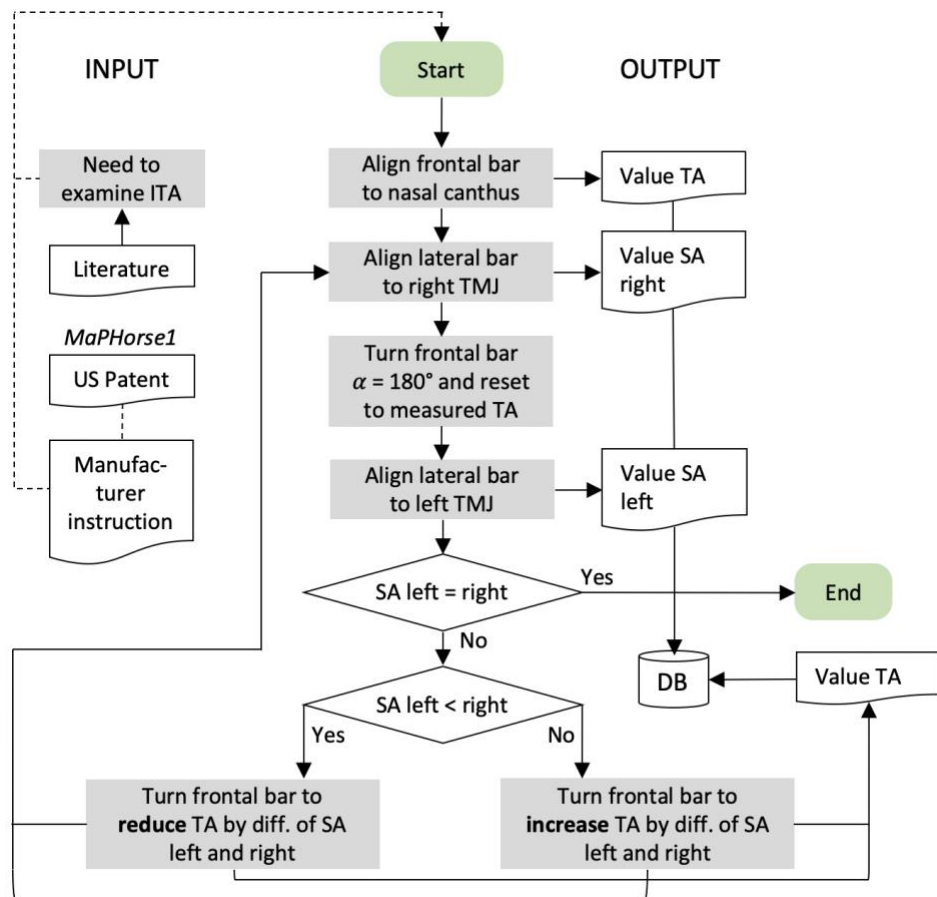 INPUT
Start
OUTPUT
Need to
examine ITA
Align frontal bar
to nasal canthus
Value TA
Literature
Align lateral bar
to right TMJ
Value SA
right
MaPHorse1
US Patent
Turn frontal bar
α = 180° and reset
to measured TA
Manufac-
turer
instruction
Align lateral bar
to left TMJ
Value SA
left
SA left = right
Yes
End
No
DB
Value TA
SA left < right
Yes
No
Turn frontal bar to
reduce TA by diff. of SA
left and right
Turn frontal bar to
increase TA by diff. of SA
left and right